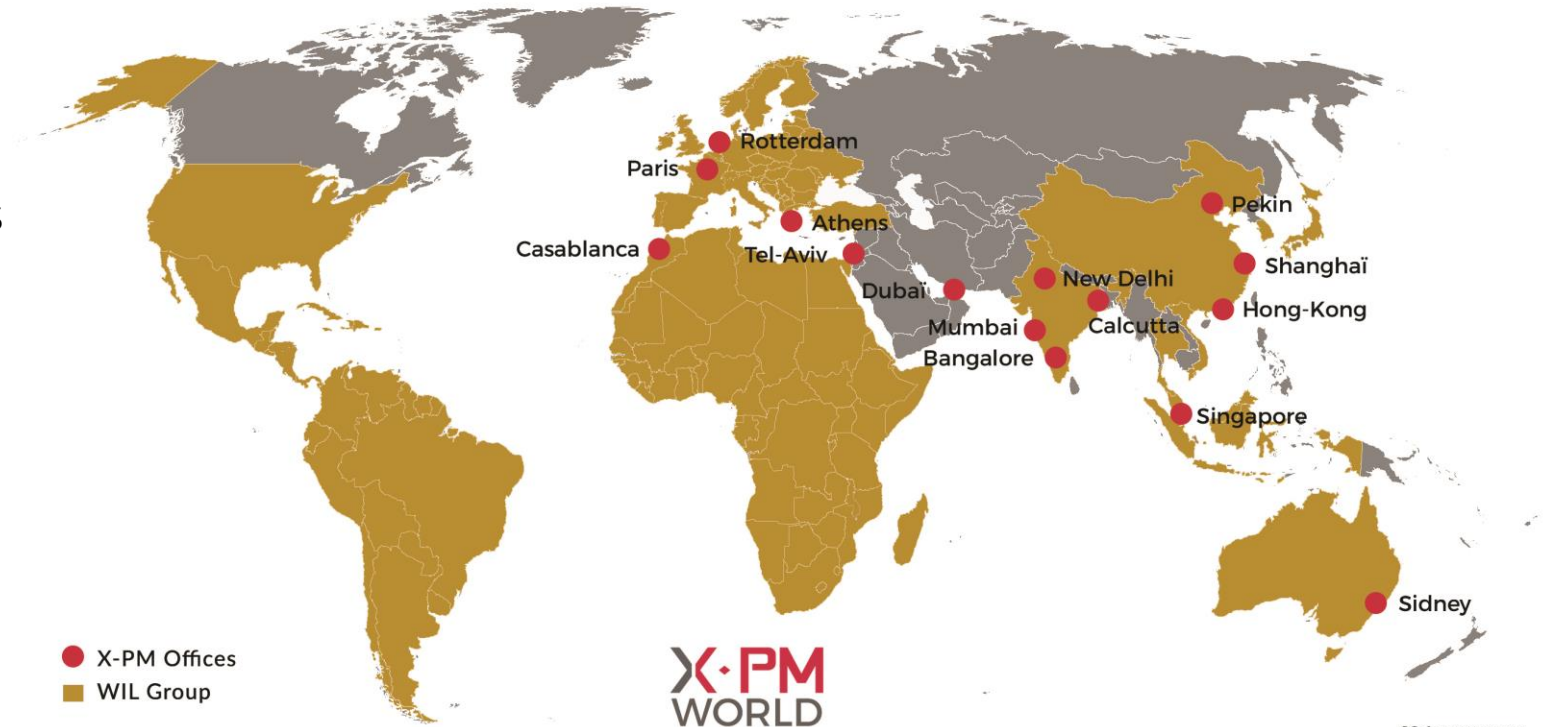 Rotterdam
Paris
Pekin
Athens
Casablanca
Tel-Aviv
Shanghaï
New Delhi
Dubaï
Hong-Kong
Mumbai
Calcutta
Bangalore
Singapore
Sidney
X-PM Offices
WIL Group
X·PM
WORLD